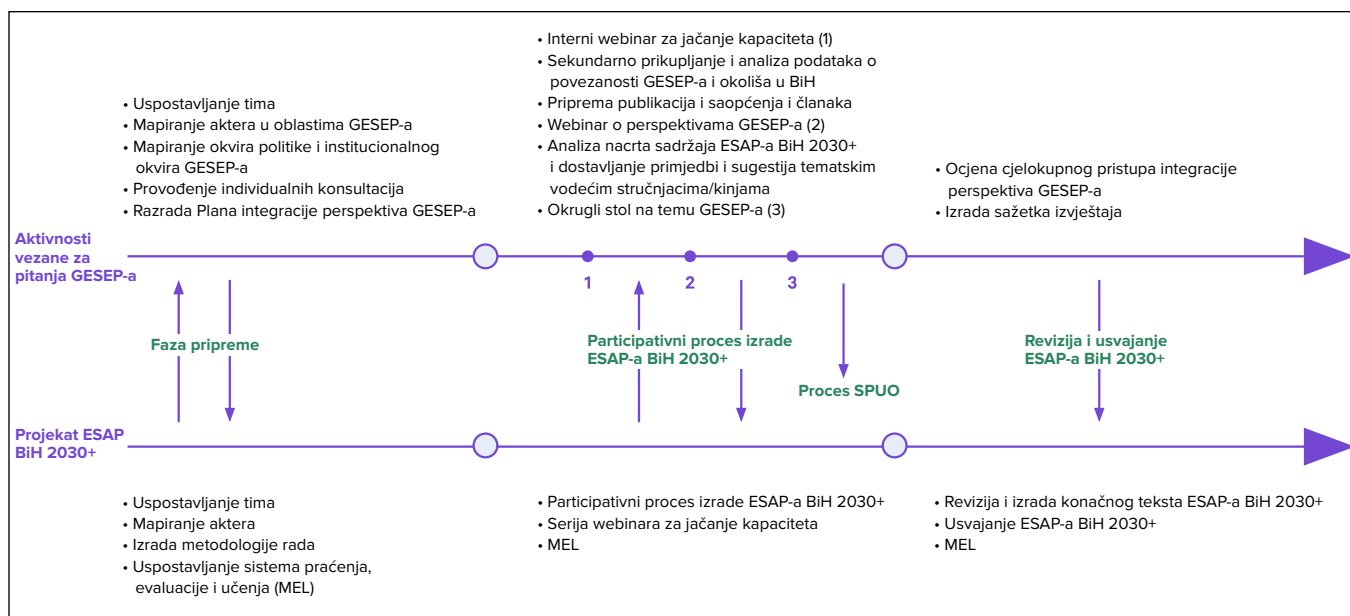 • Uspostavljanje tima
• Mapiranje aktera u oblastima GESEP-a
• Mapiranje okvira politike i institucionalnog
okvira GESEP-a
• Provođenje individualnih konsultacija
• Razrada Plana integracije perspektiva GESEP-a
• Interni webinar za jačanje kapaciteta (1)
• Sekundarno prikupljanje i analiza podataka o
povezanosti GESEP-a i okoliša u BiH
• Priprema publikacija i saopćenja i članaka
• Webinar o perspektivama GESEP-a (2)
• Analiza nacrta sadržaja ESAP-a BiH 2030+
i dostavljanje primjedbi i sugestija tematskim
vodećim stručnjacima/kinjama
• Okrugli stol na temu GESEP-a (3)
• Ocjena cjelokupnog pristupa integracije
perspektiva GESEP-a
• Izrada sažetka izvještaja
Aktivnosti
vezane za
pitanja GESEP-a
1
2
3
Faza pripreme
Participativni proces izrade
ESAP-a BiH 2030+
Proces SPUO
Revizija i usvajanje
ESAP-a BiH 2030+
Projekat ESAP
BiH 2030+
• Uspostavljanje tima
• Mapiranje aktera
• Izrada metodologije rada
• Uspostavljanje sistema praćenja,
evaluacije i učenja (MEL)
• Participativni proces izrade ESAP-a BiH 2030+
• Serija webinara za jačanje kapaciteta
• MEL
• Revizija i izrada konačnog teksta ESAP-a BiH 2030+
• Usvajanje ESAP-a BiH 2030+
• MEL